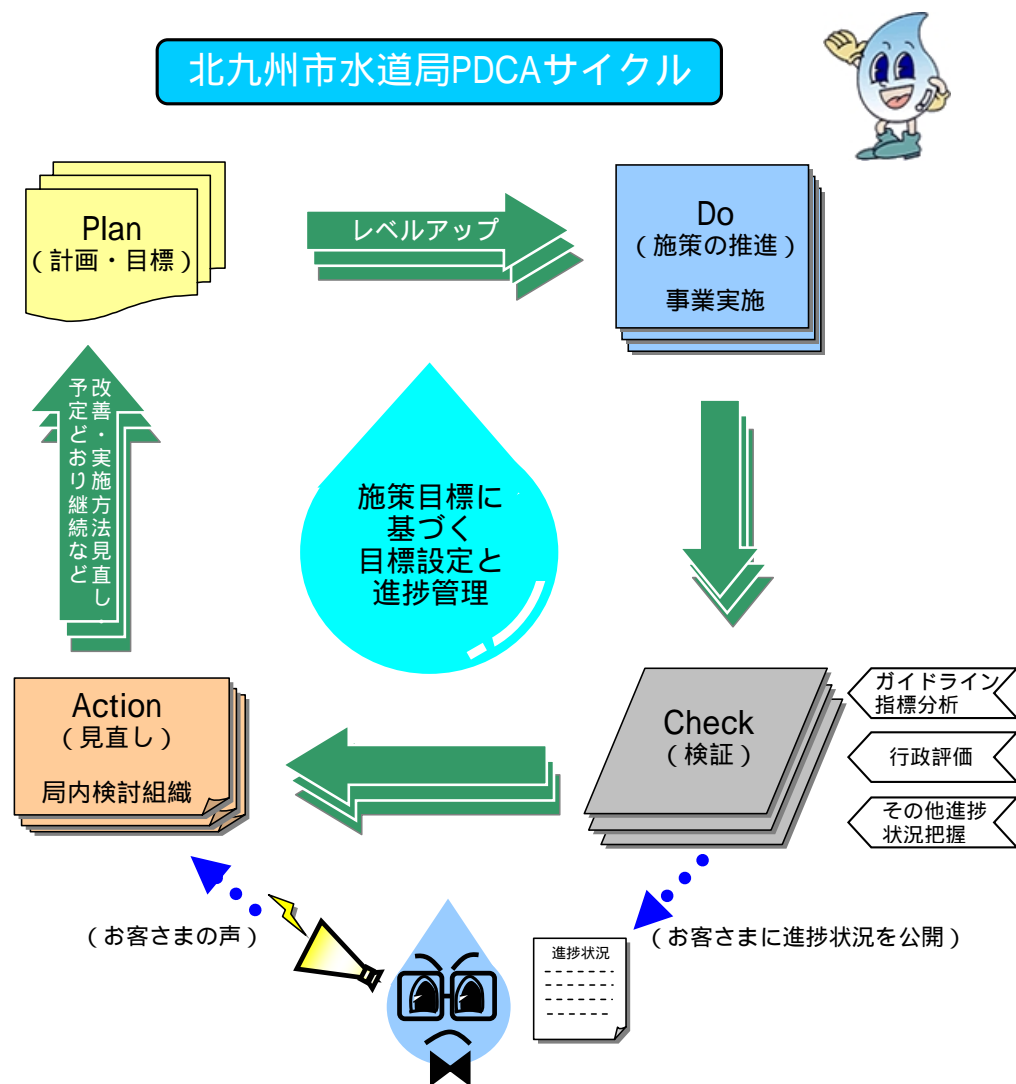 北九州市水道局PDCAサイクル
Plan
（計画・目標）
レベルアップ
Do
（施策の推進）
事業実施
改善・実施方法見直し・
予定どおり継続など
施策目標に
基づく
目標設定と
進捗管理
Action
（見直し）
局内検討組織
Check
（検証）
ガイドライン
指標分析
行政評価
その他進捗
状況把握
（お客さまの声）
進捗状況
（お客さまに進捗状況を公開）